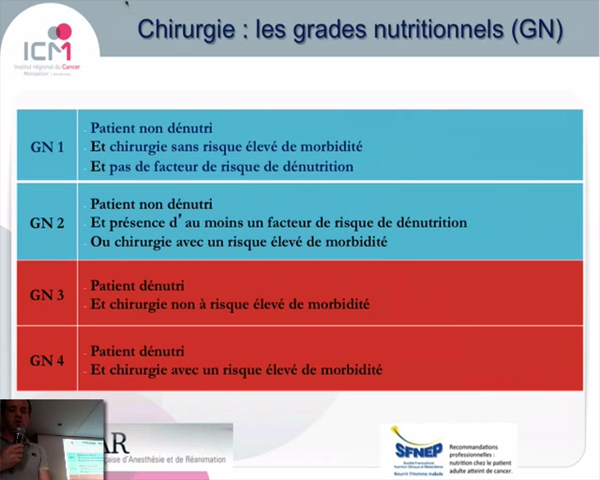 Chirurgie : les grades nutritionnels (GN)
ICM
Institut régional du Cancer
Montpellier
GN 1
- Patient non dénutri
- Et chirurgie sans risque élevé de morbidité
- Et pas de facteur de risque de dénutrition
GN 2
- Patient non dénutri
- Et présence d’au moins un facteur de risque de dénutrition
- Ou chirurgie avec un risque élevé de morbidité
GN 3
- Patient dénutri
- Et chirurgie non à risque élevé de morbidité
GN 4
- Patient dénutri
- Et chirurgie avec un risque élevé de morbidité
AR
çaise d'Anesthésie et de Réanimation
SFNEP
Nourrir l'homme malade
Recommandations
professionnelles :
nutrition chez le patient
adulte atteint de cancer.